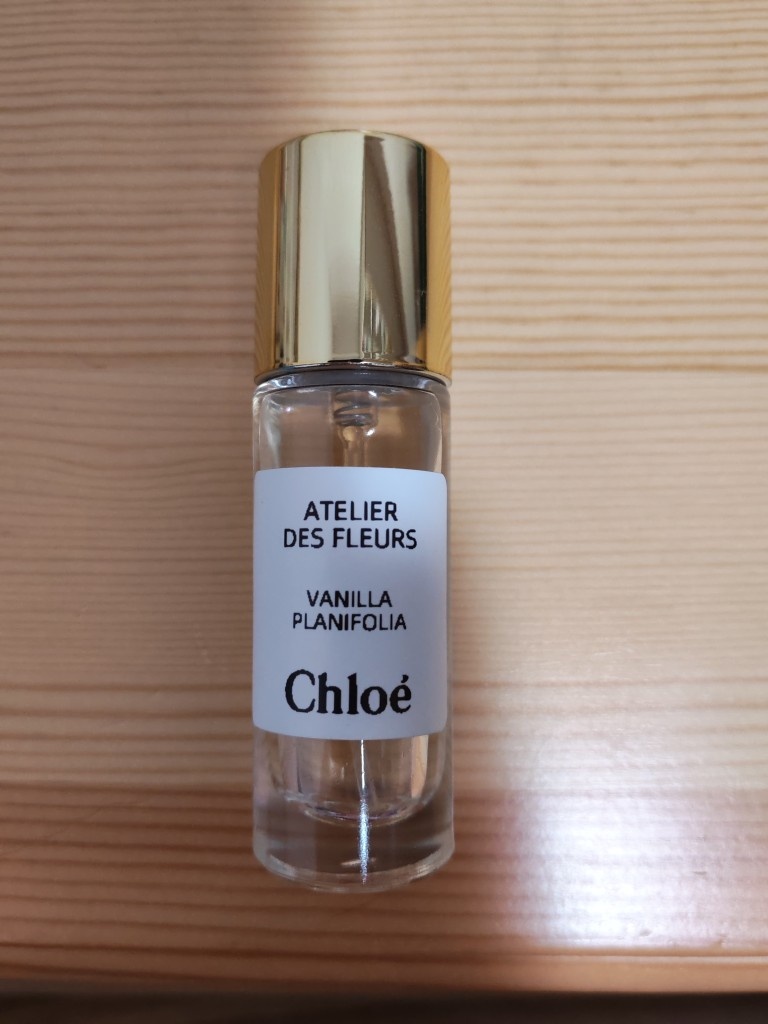 ATELIER
DES FLEURS
VANILLA
PLANIFOLIA
Chloé